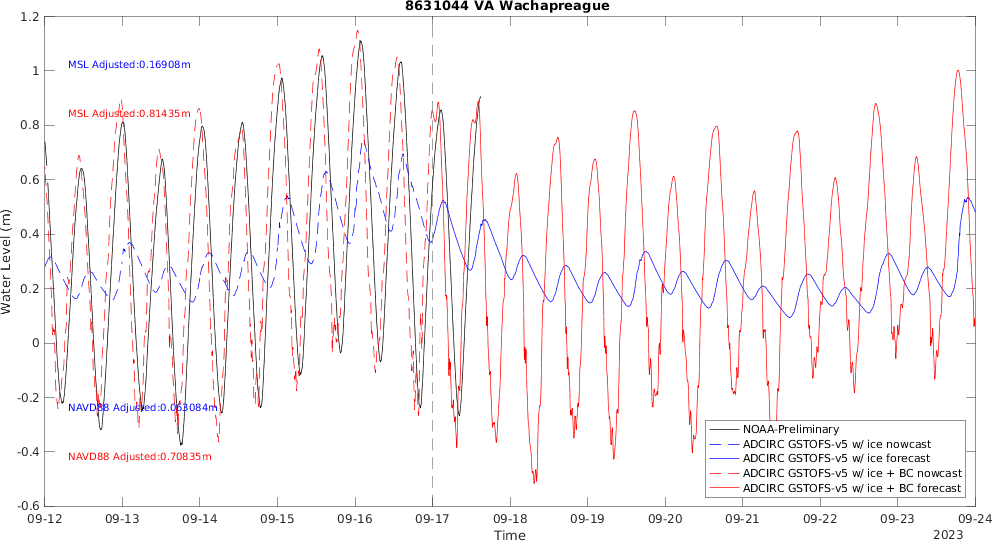 8631044 VA Wachapreague
1.2
1
0.8
0.6
0.4
0.2
0
-0.2
-0.4
-0.6
Water Level (m)
MSL Adjusted:0.16908m
MSL Adjusted:0.81435m
NAVD88 Adjusted:0.063084m
NAVD88 Adjusted:0.70835m
NOAA-Preliminary
ADCIRC GSTOFS-v5 w/ ice nowcast
ADCIRC GSTOFS-v5 w/ ice forecast
ADCIRC GSTOFS-v5 w/ ice + BC nowcast
ADCIRC GSTOFS-v5 w/ ice + BC forecast
09-12 09-13 09-14 09-15 09-16 09-17 09-18 09-19 09-20 09-21 09-22 09-23 09-24
Time
2023